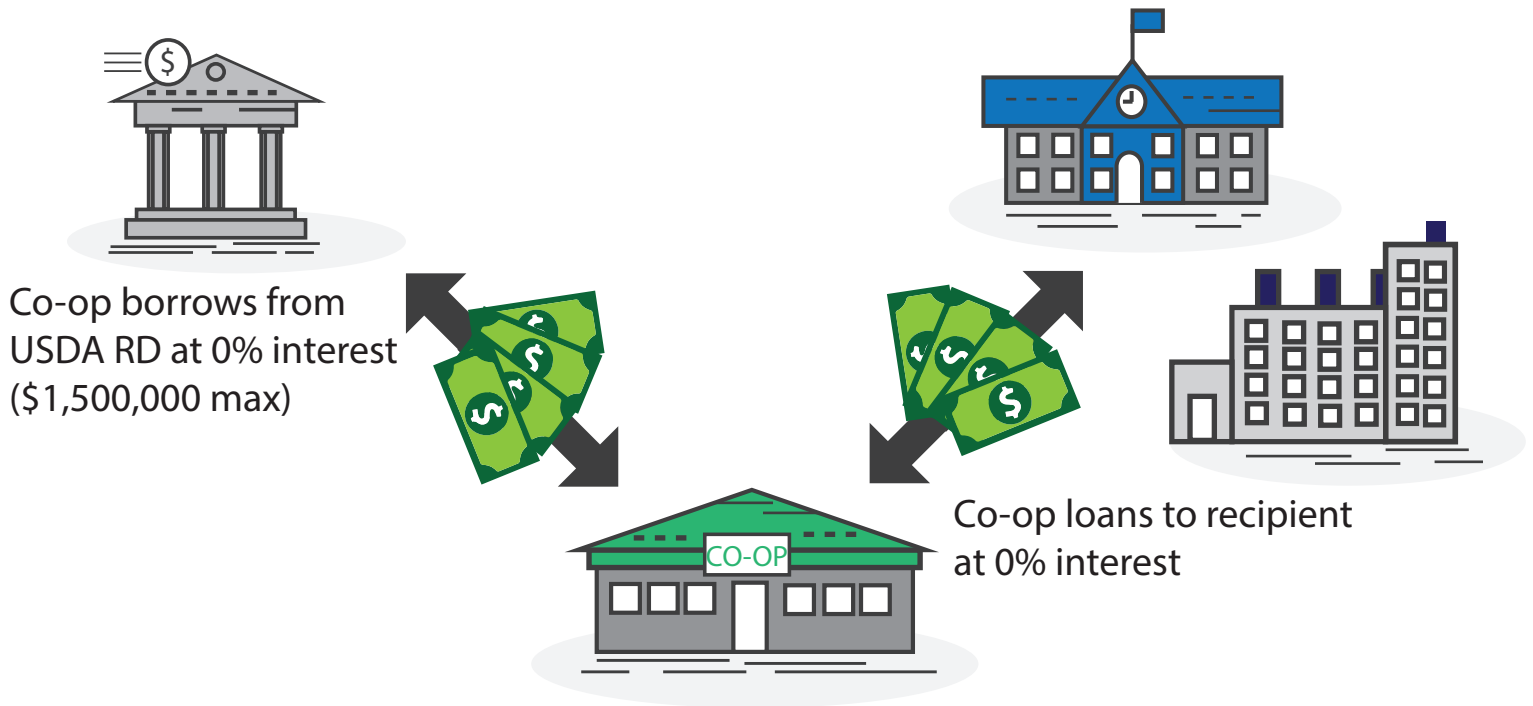 $
Co-op borrows from
USDA RD at 0% interest
($1,500,000 max)
$
$
$
$
$
$
$
$
CO-OP
Co-op loans to recipient
at 0% interest